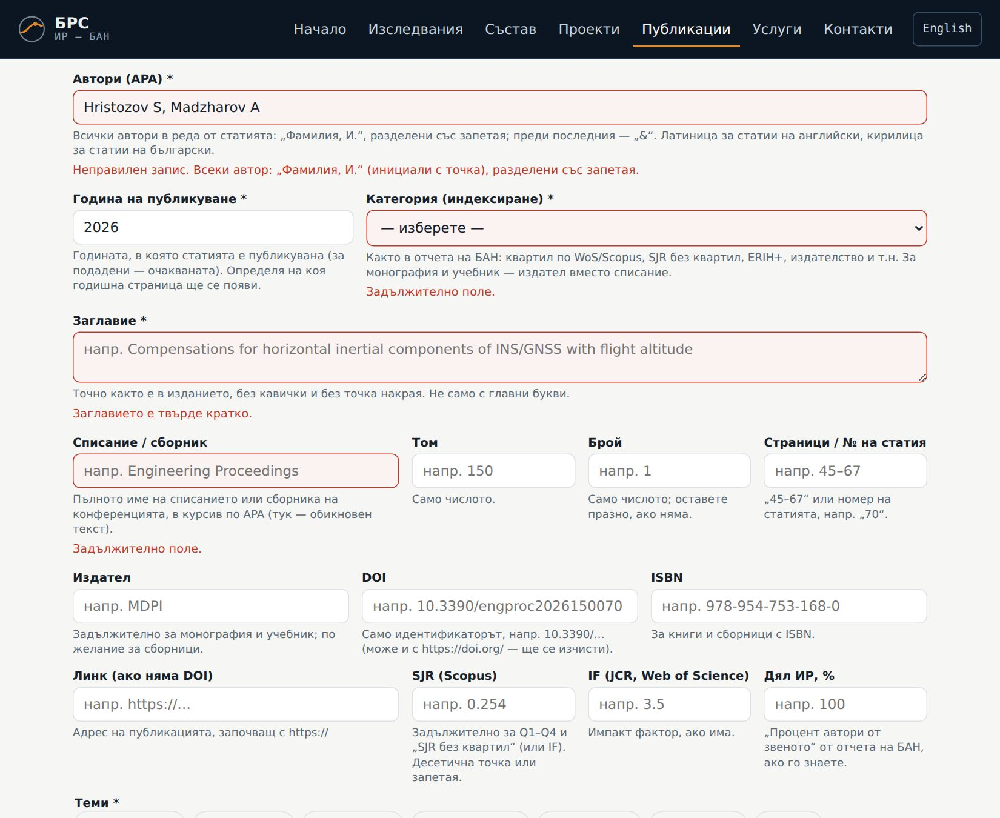 БРС
ИР — БАН
Начало
Изследвания
Състав
Проекти
Публикации
Услуги
Контакти
English
Автори (APA) *
Hristozov S, Madzharov A
Всички автори в реда от статията: „Фамилия, И.“, разделени със запетая; преди последния — „&“. Латиница за статии на английски, кирилица
за статии на български.
Неправилен запис. Всеки автор: „Фамилия, И.“ (инициали с точка), разделени със запетая.
Година на публикуване *
2026
Годината, в която статията е публикувана (за
подадени — очакваната). Определя на коя
годишна страница ще се появи.
Категория (индексиране) *
— изберете —
Както в отчета на БАН: квартил по WoS/Scopus, SJR без квартил, ERIH+, издателство и т.н. За
монография и учебник — издател вместо списание.
Задължително поле.
Заглавие *
напр. Compensations for horizontal inertial components of INS/GNSS with flight altitude
Точно както е в изданието, без кавички и без точка накрая. Не само с главни букви.
Заглавието е твърде кратко.
Списание / сборник
напр. Engineering Proceedings
Пълното име на списанието или сборника на
конференцията, в курсив по APA (тук — обикновен
текст).
Задължително поле.
Том
напр. 150
Само числото.
Брой
напр. 1
Само числото; оставете
празно, ако няма.
Страници / № на статия
напр. 45–67
„45–67“ или номер на
статията, напр. „70“.
Издател
напр. MDPI
Задължително за монография и учебник; по
желание за сборници.
DOI
напр. 10.3390/engproc2026150070
Само идентификаторът, напр. 10.3390/…
(може и с https://doi.org/ — ще се изчисти).
ISBN
напр. 978-954-753-168-0
За книги и сборници с ISBN.
Линк (ако няма DOI)
напр. https://…
Адрес на публикацията, започващ с https://
SJR (Scopus)
напр. 0.254
Задължително за Q1–Q4 и
„SJR без квартил“ (или IF).
Десетична точка или
запетая.
IF (JCR, Web of Science)
напр. 3.5
Импакт фактор, ако има.
Дял ИР, %
напр. 100
„Процент автори от
звеното“ от отчета на БАН,
ако го знаете.
Теми *